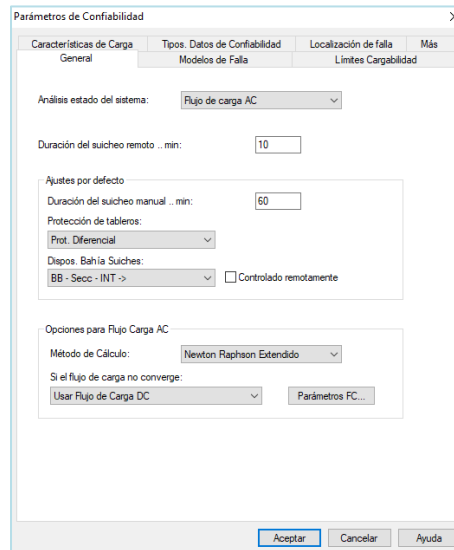 Parámetros de Confiabilidad
Características de Carga Tipos. Datos de Confiabilidad Localización de falla Más
General Modelos de Falla Límites Cargabilidad
Análisis estado del sistema: Flujo de carga AC
Duración del suicheo remoto .. min: 10
Ajustes por defecto
Duración del suicheo manual .. min: 60
Protección de tableros:
Prot. Diferencial
Dispos. Bahía Suiches:
BB - Secc - INT -> Controlado remotamente
Opciones para Flujo Carga AC
Método de Cálculo: Newton Raphson Extendido
Si el flujo de carga no converge:
Usar Flujo de Carga DC Parámetros FC...
Aceptar Cancelar Ayuda